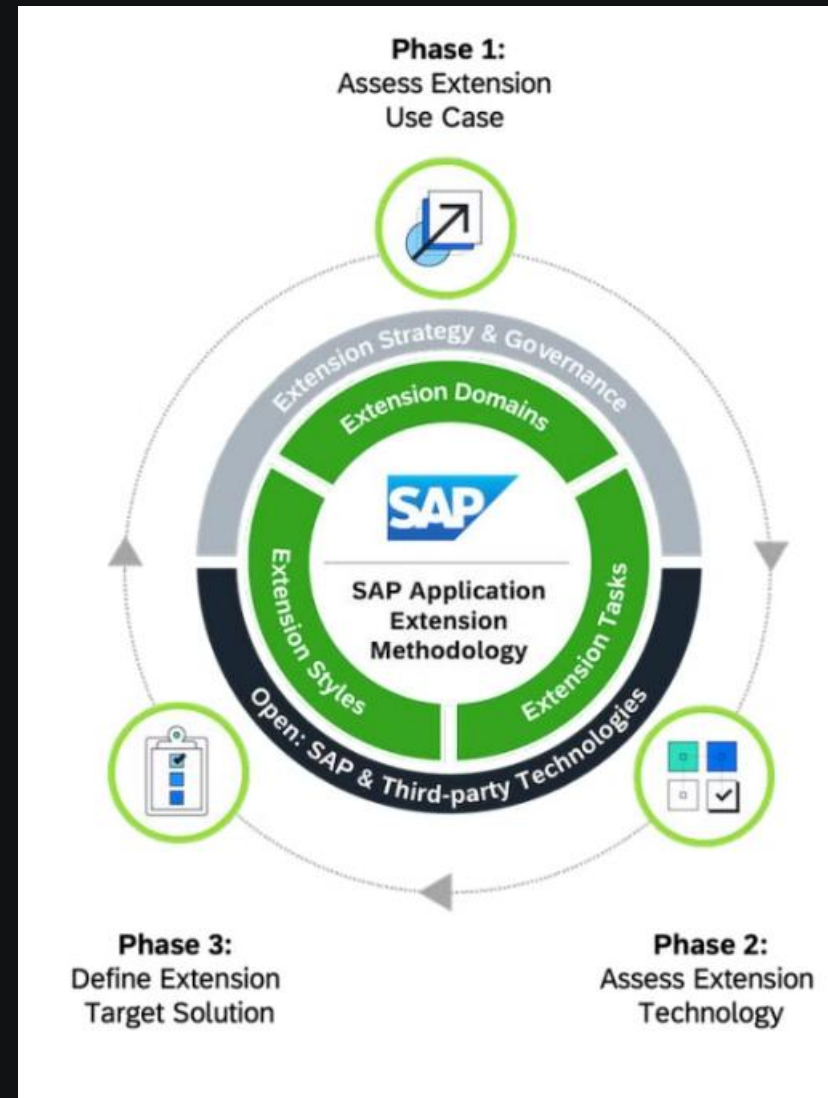 Phase 1:
Assess Extension
Use Case
Extension Strategy & Governance
Extension Domains
SAP
SAP Application
Extension
Methodology
Extension Styles
Extension Tasks
Open: SAP & Third-party Technologies
Phase 3:
Define Extension
Target Solution
Phase 2:
Assess Extension
Technology